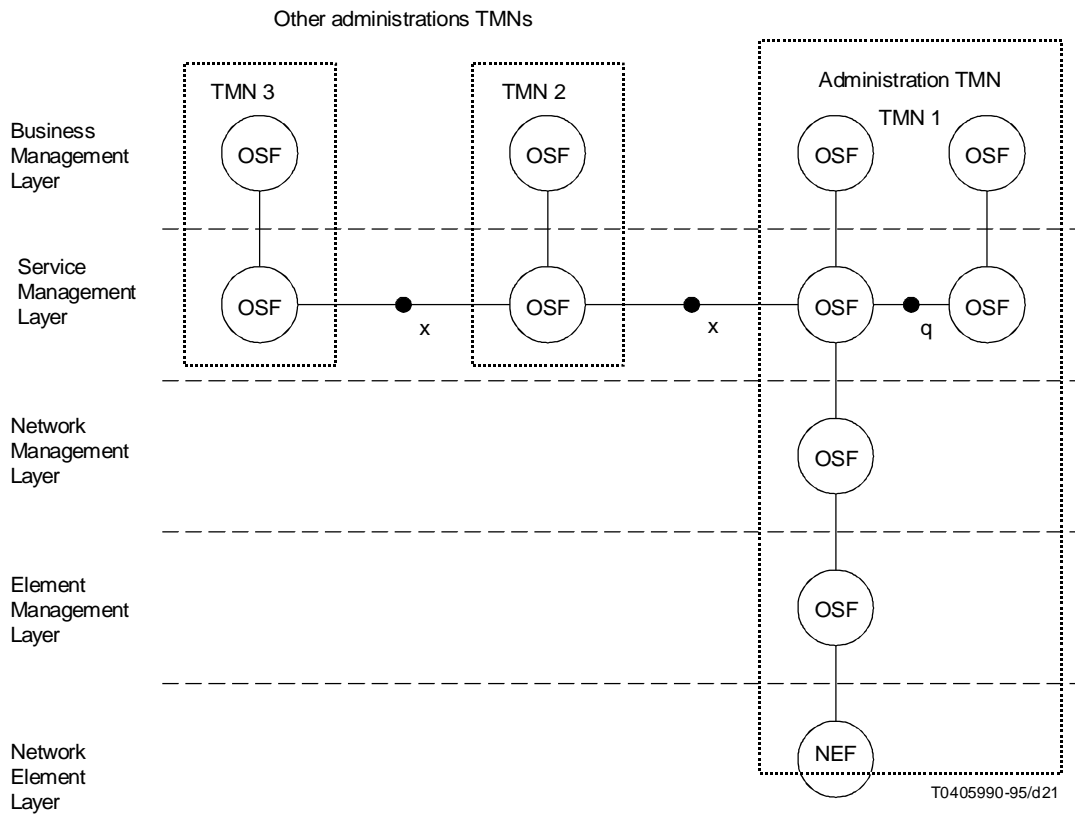 Other administrations TMNs
TMN 3
TMN 2
Administration TMN
TMN 1
Business
Management
Layer
OSF
OSF
OSF
OSF
Service
Management
Layer
OSF
OSF
OSF
OSF
x
x
q
Network
Management
Layer
OSF
Element
Management
Layer
OSF
Network
Element
Layer
NEF
T0405990-95/d21